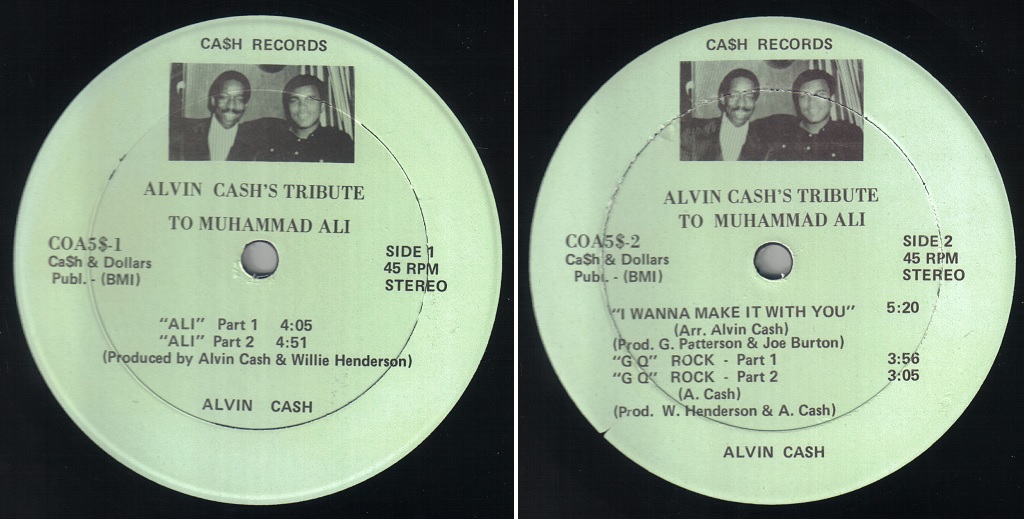 CA$H RECORDS
ALVIN CASH'S TRIBUTE
TO MUHAMMAD ALI
COA5$-1
Ca$h & Dollars
Publ. - (BMI)
SIDE 1
45 RPM
STEREO
"ALI" Part 1 4:05
"ALI" Part 2 4:51
(Produced by Alvin Cash & Willie Henderson)
ALVIN CASH
CA$H RECORDS
ALVIN CASH'S TRIBUTE
TO MUHAMMAD ALI
COA5$-2
Ca$h & Dollars
Publ. - (BMI)
SIDE 2
45 RPM
STEREO
"I WANNA MAKE IT WITH YOU" 5:20
(Arr. Alvin Cash)
(Prod. G. Patterson & Joe Burton)
"G Q" ROCK - Part 1 3:56
"G Q" ROCK - Part 2 3:05
(A. Cash)
(Prod. W. Henderson & A. Cash)
ALVIN CASH